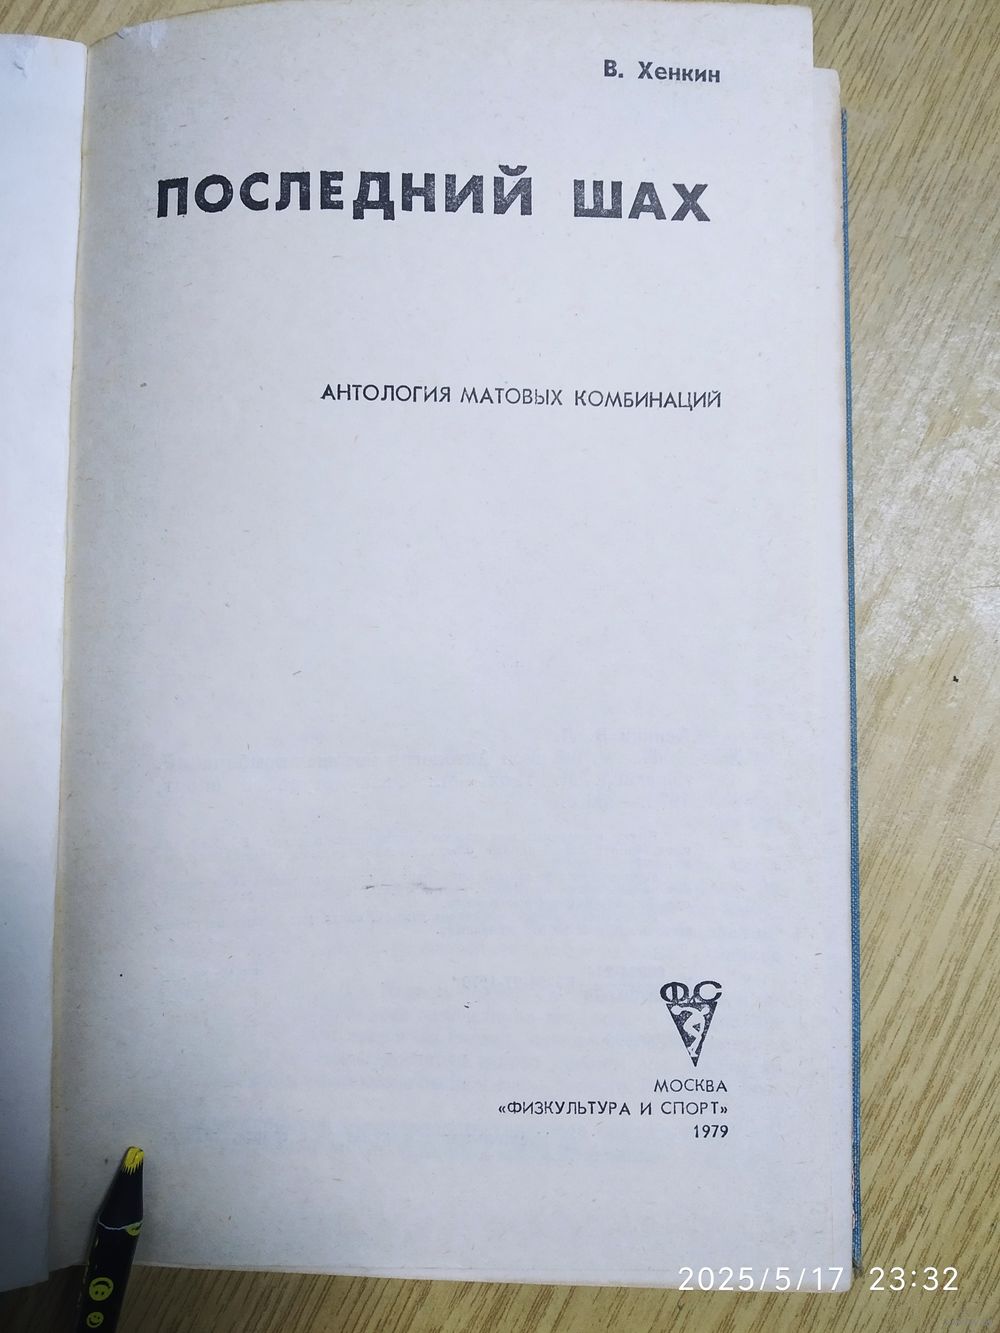 В. Хенкин
ПОСЛЕДНИЙ ШАХ
АНТОЛОГИЯ МАТОВЫХ КОМБИНАЦИЙ
ФС
МОСКВА
«ФИЗКУЛЬТУРА И СПОРТ»
1979
2025/5/17 23:32